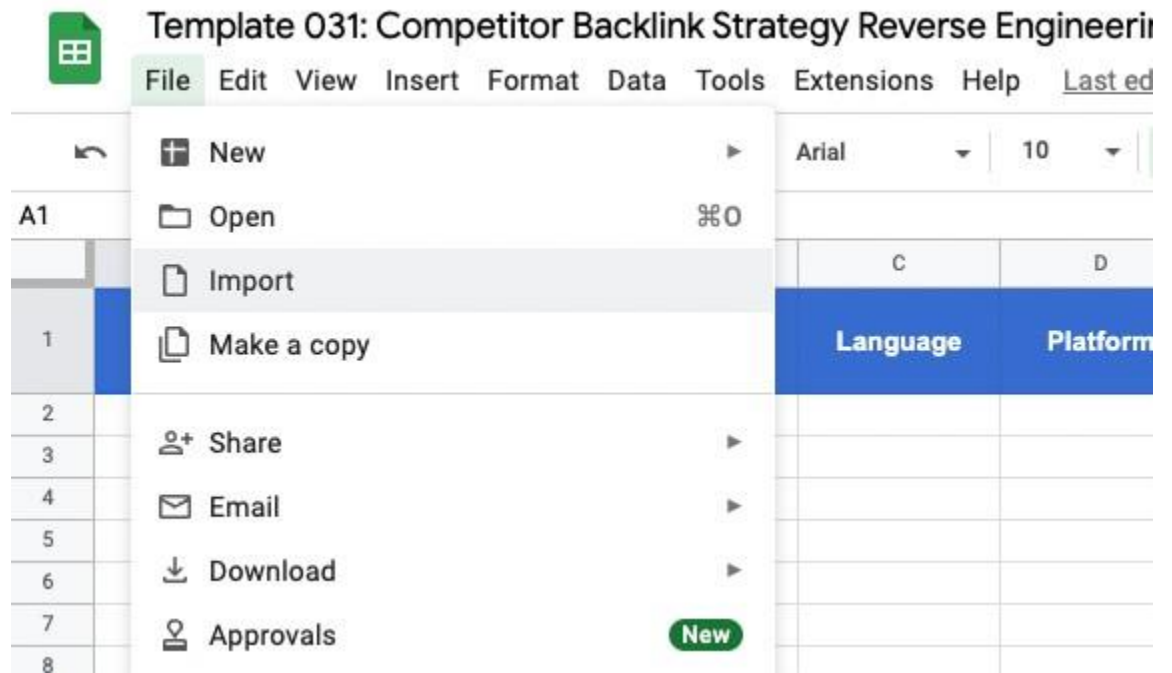 Template 031: Competitor Backlink Strategy Reverse Engineerin
File Edit View Insert Format Data Tools Extensions Help Last ed
New
Arial 10
A1
Open ⌘O
C D
Import
1 Language Platform
Make a copy
2
Share
3
4
Email
5
Download
6
7
Approvals New
8